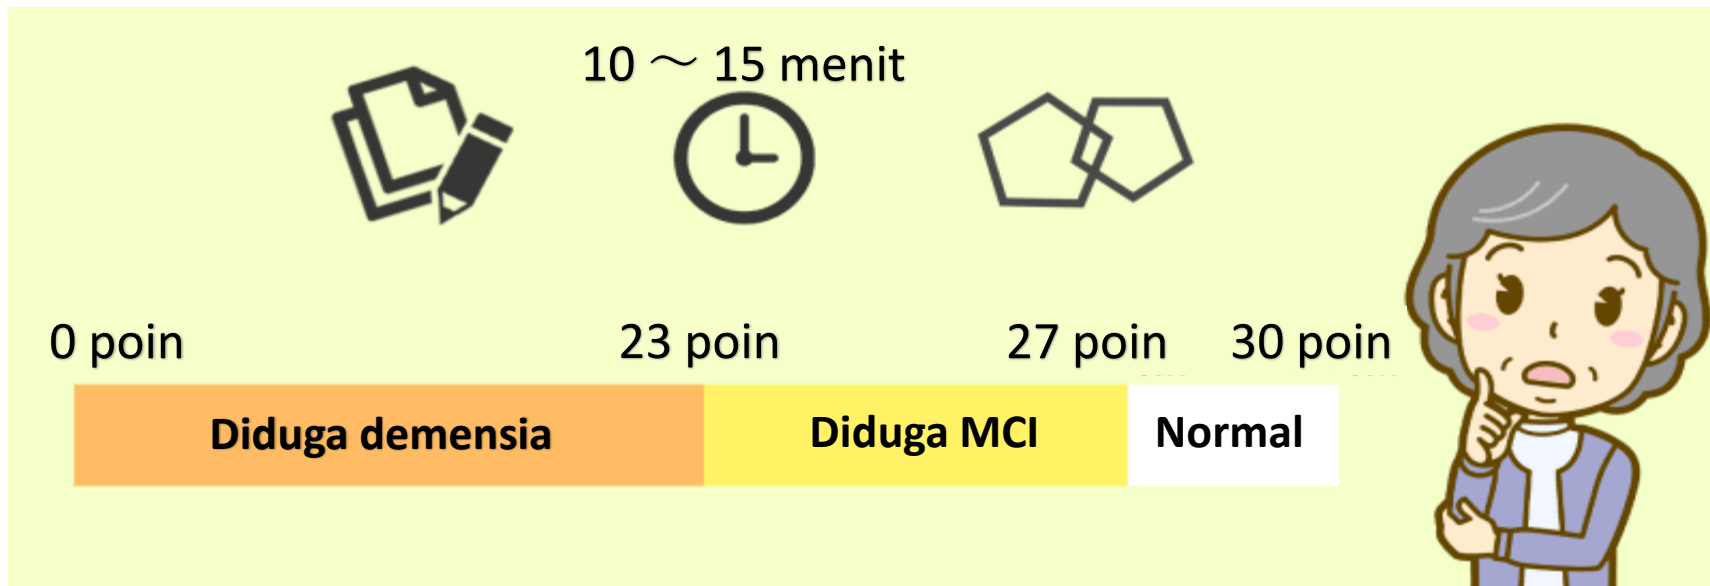 10 ～ 15 menit
0 poin 23 poin 27 poin 30 poin
Diduga demensia Diduga MCI Normal